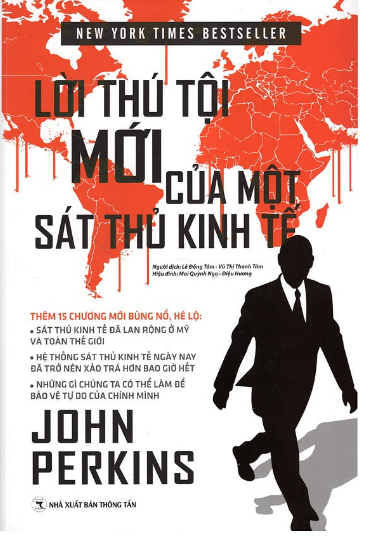 NEW YORK TIMES BESTSELLER
LỜI THÚ TỘI
MỚI
CỦA MỘT
SÁT THỦ KINH TẾ
Người dịch: Lê Đồng Tâm - Vũ Thị Thanh Tâm
Hiệu đính: Mai Quỳnh Nga - Diệu Hương
THÊM 15 CHƯƠNG MỚI BÙNG NỔ, HÉ LỘ:
• SÁT THỦ KINH TẾ ĐÃ LAN RỘNG Ở MỸ
VÀ TOÀN THẾ GIỚI
• HỆ THỐNG SÁT THỦ KINH TẾ NGÀY NAY
ĐÃ TRỞ NÊN XẢO TRÁ HƠN BAO GIỜ HẾT
• NHỮNG GÌ CHÚNG TA CÓ THỂ LÀM ĐỂ
BẢO VỆ TỰ DO CỦA CHÍNH MÌNH
JOHN
PERKINS
NHÀ XUẤT BẢN THÔNG TẤN